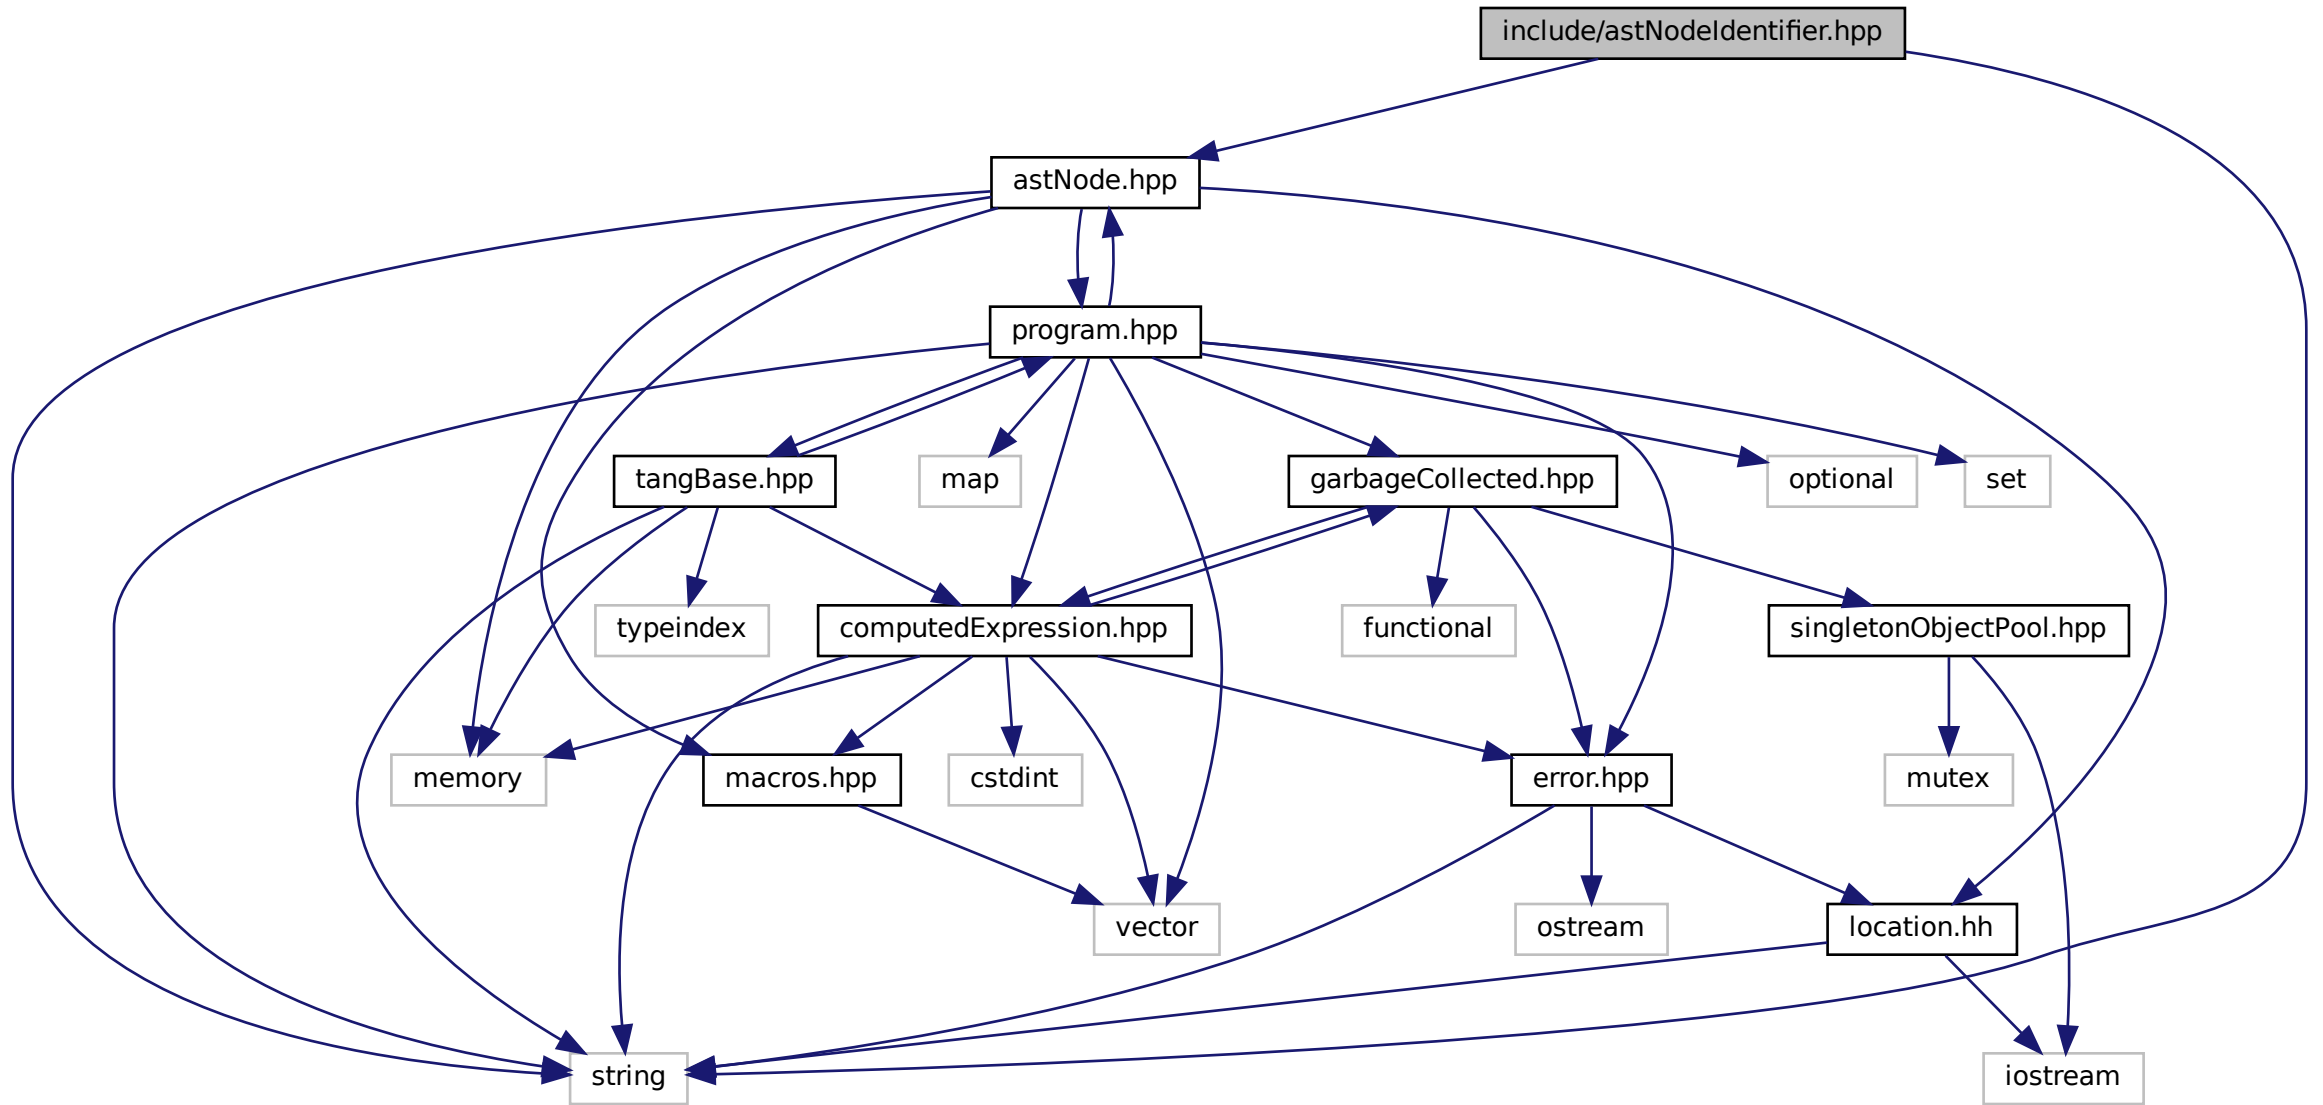 include/astNodeIdentifier.hpp
astNode.hpp
program.hpp
tangBase.hpp
map
garbageCollected.hpp
optional
set
typeindex
computedExpression.hpp
functional
singletonObjectPool.hpp
memory
macros.hpp
cstdint
error.hpp
mutex
vector
ostream
location.hh
string
iostream